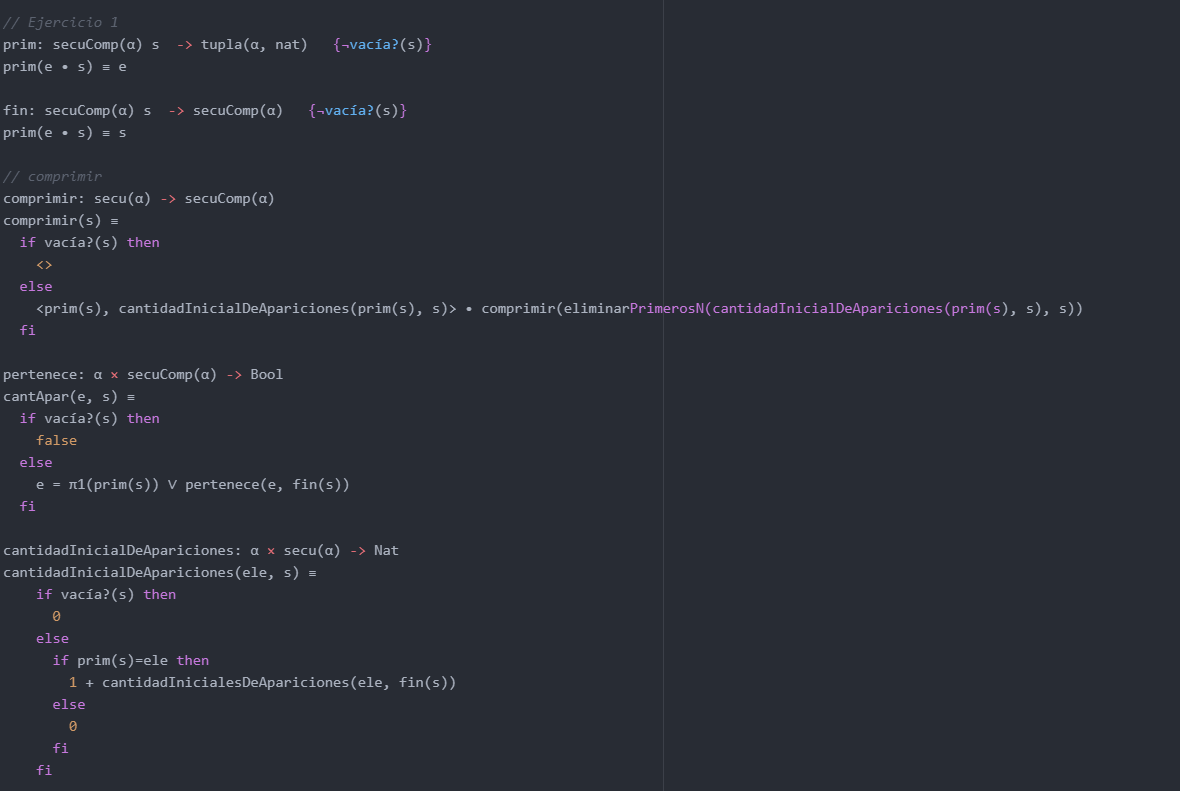 // Ejercicio 1
prim: secuComp(α) s  -> tupla(α, nat)   {¬vacía?(s)}
prim(e • s) ≡ e
fin: secuComp(α) s  -> secuComp(α)   {¬vacía?(s)}
prim(e • s) ≡ s
// comprimir
comprimir: secu(α) -> secuComp(α)
comprimir(s) ≡
  if vacía?(s) then
    <>
  else
    <prim(s), cantidadInicialDeApariciones(prim(s), s)> • comprimir(eliminarPrimerosN(cantidadInicialDeApariciones(prim(s), s), s))
  fi
pertenece: α × secuComp(α) -> Bool
cantApar(e, s) ≡
  if vacía?(s) then
    false
  else
    e = π1(prim(s)) V pertenece(e, fin(s))
  fi
cantidadInicialDeApariciones: α × secu(α) -> Nat
cantidadInicialDeApariciones(ele, s) ≡
    if vacía?(s) then
      0
    else
      if prim(s)=ele then
        1 + cantidadInicialesDeApariciones(ele, fin(s))
      else
        0
      fi
    fi